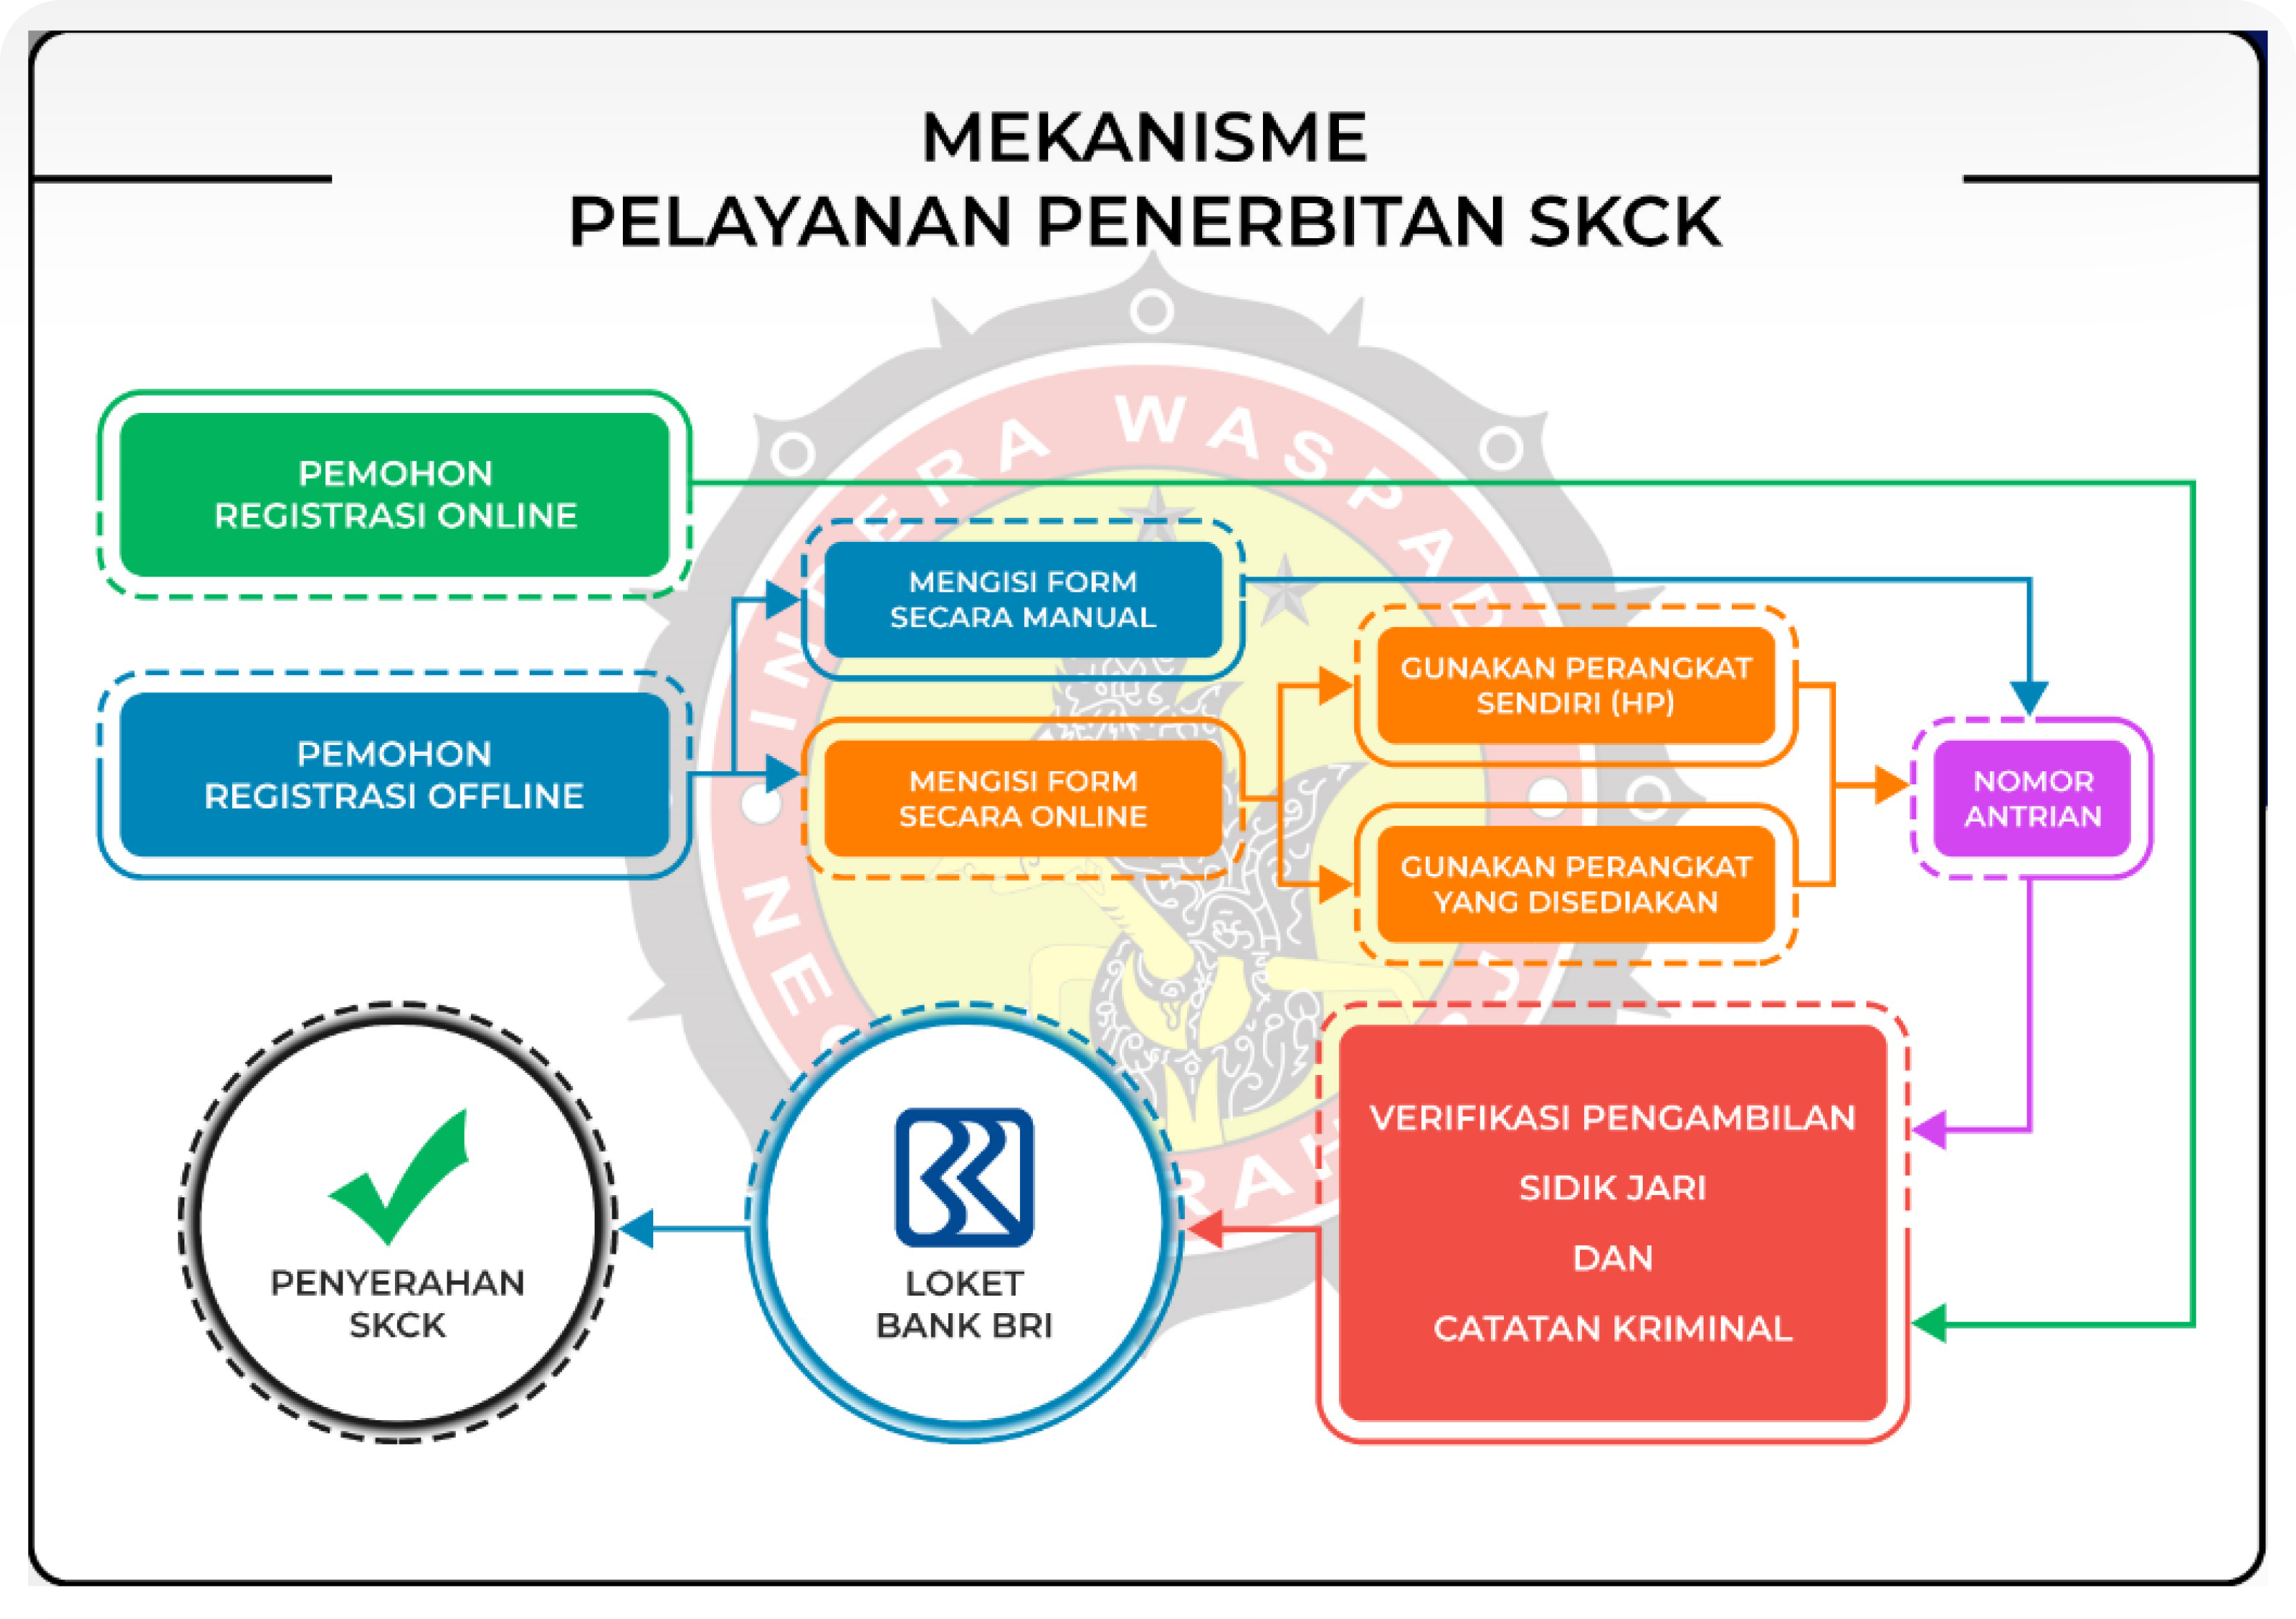 MEKANISME
PELAYANAN PENERBITAN SKCK
PEMOHON
REGISTRASI ONLINE
MENGISI FORM
SECARA MANUAL
GUNAKAN PERANGKAT
SENDIRI (HP)
PEMOHON
REGISTRASI OFFLINE
MENGISI FORM
SECARA ONLINE
NOMOR
ANTRIAN
GUNAKAN PERANGKAT
YANG DISEDIAKAN
PENYERAHAN
SKCK
LOKET
BANK BRI
VERIFIKASI PENGAMBILAN
SIDIK JARI
DAN
CATATAN KRIMINAL